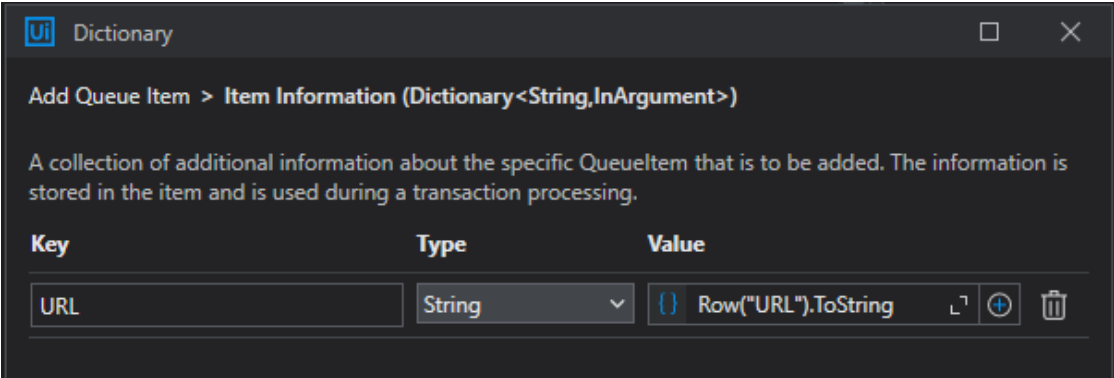 Ui Dictionary
Add Queue Item > Item Information (Dictionary<String,InArgument>)
A collection of additional information about the specific QueueItem that is to be added. The information is
stored in the item and is used during a transaction processing.
Key Type Value
URL String {} Row("URL").ToString